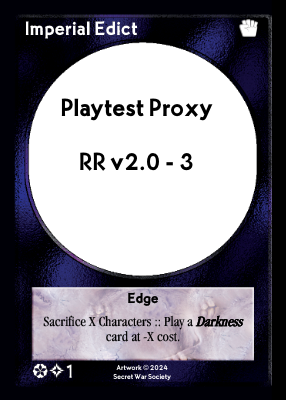 Imperial Edict
Playtest Proxy
RR v2.0 - 3
Edge
Sacrifice X Characters :: Play a Darkness
card at -X cost.
1
Artwork © 2024
Secret War Society